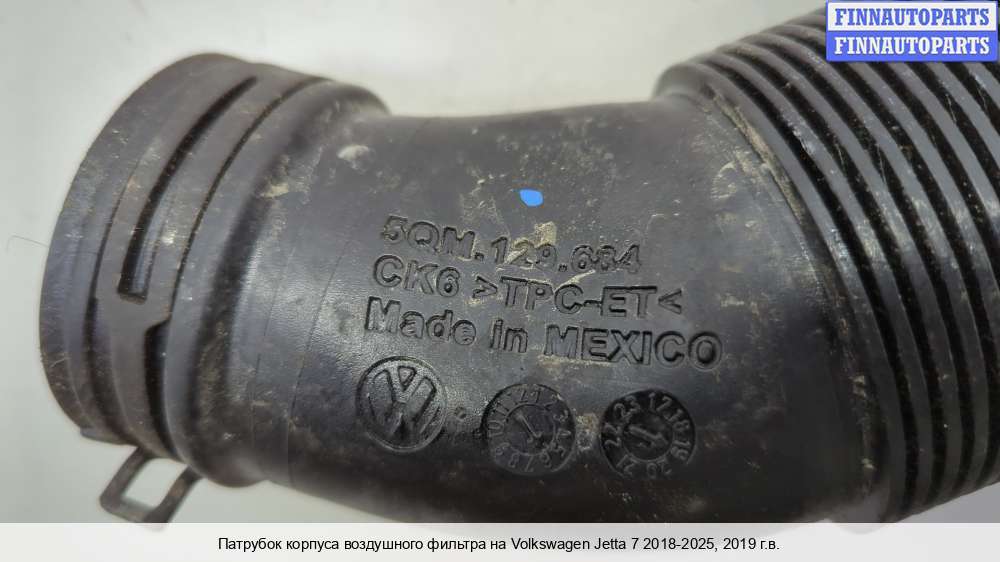 FINNAUTOPARTS
FINNAUTOPARTS
5QM.129.684
CK6 >TPC-ET<
Made in MEXICO
Патрубок корпуса воздушного фильтра на Volkswagen Jetta 7 2018-2025, 2019 г.в.